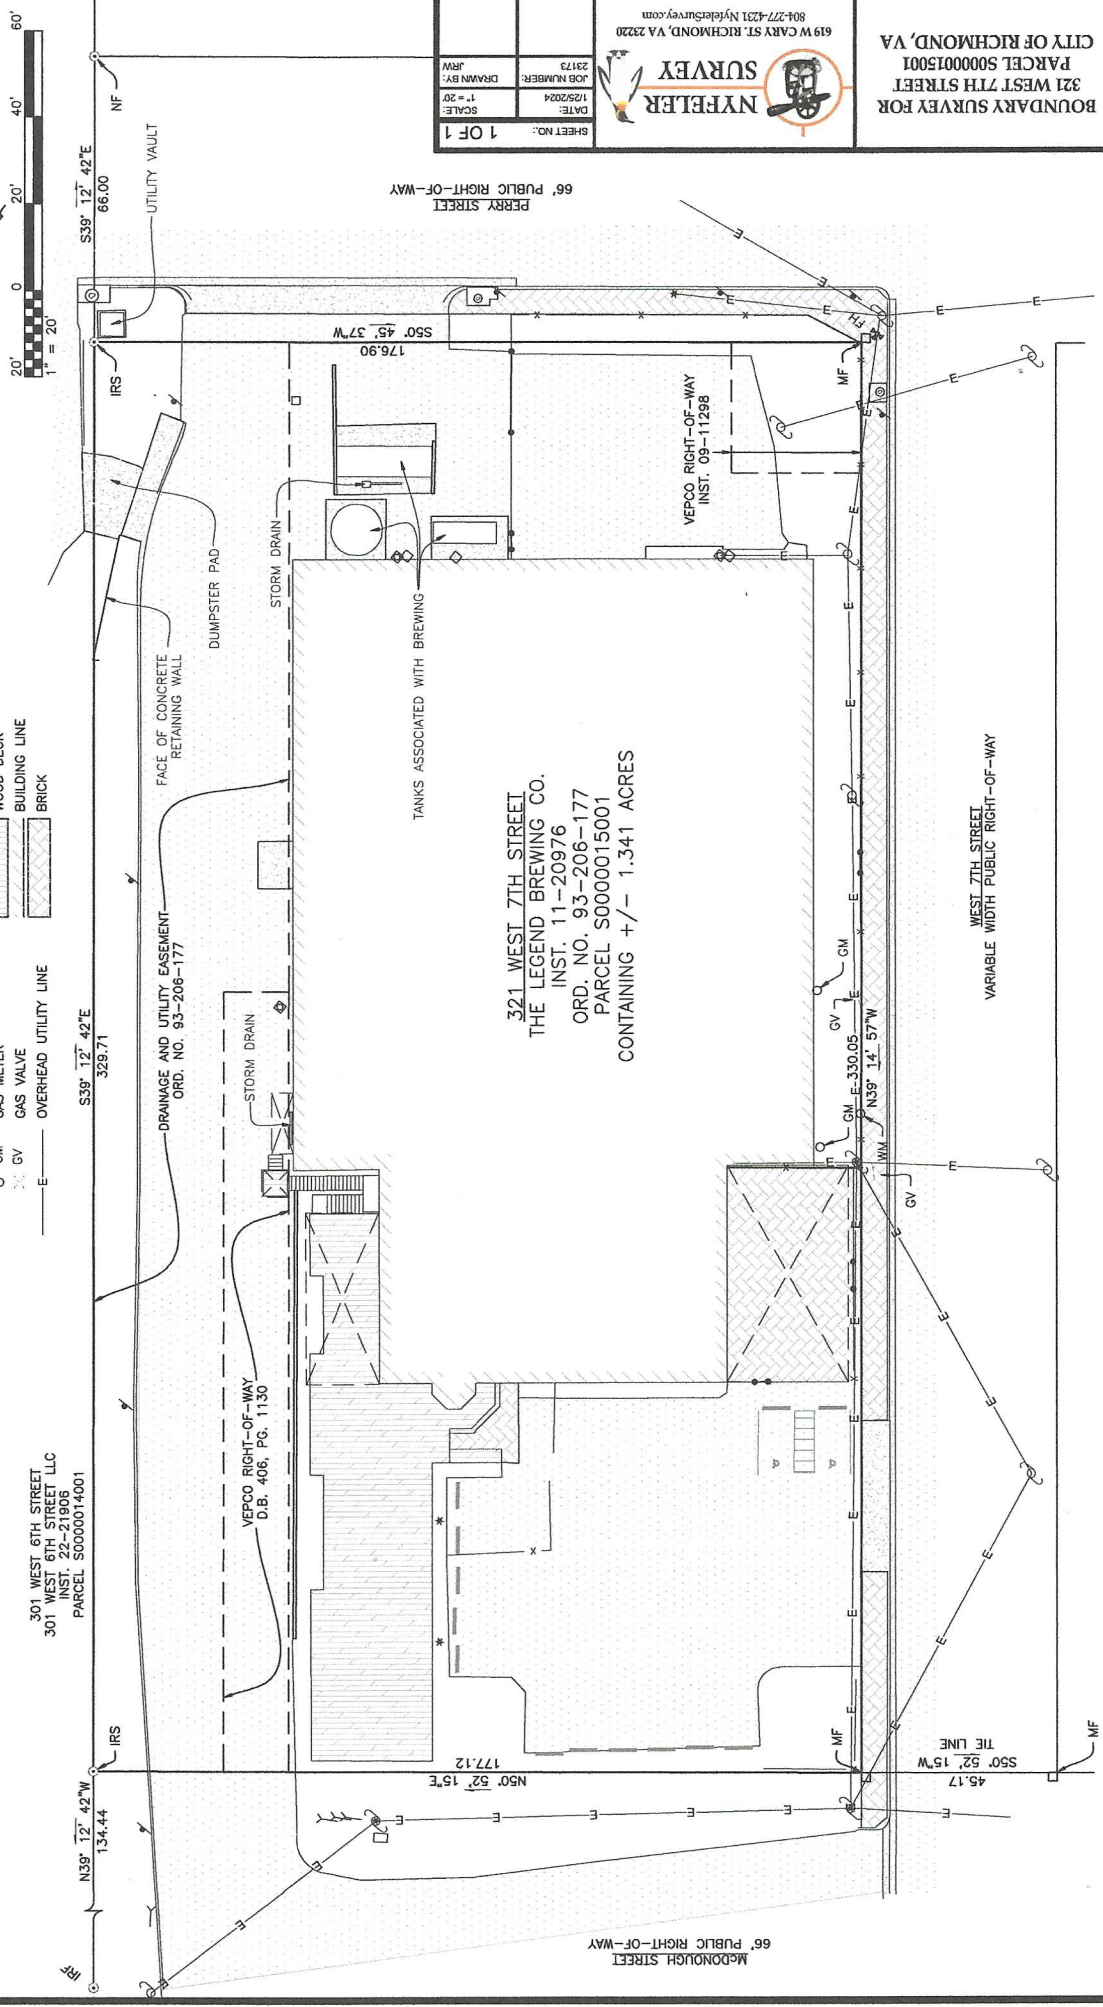 60'
40'
20'
0
20'
1" = 20'
NF
S39° 12' 42"E
66.00
UTILITY VAULT
IRS
BOUNDARY SURVEY FOR
321 WEST 7TH STREET
PARCEL S0000015001
CITY OF RICHMOND, VA
NYFELER
SURVEY
619 W CARY ST. RICHMOND, VA 23220
804-277-4231 NyfelerSurvey.com
SHEET NO.:
1 OF 1
DATE:
1/25/2024
SCALE:
1" = 20'
JOB NUMBER:
23173
DRAWN BY:
JRW
PERRY STREET
66' PUBLIC RIGHT-OF-WAY
S50° 45' 37"W
176.90
FH
MF
VEPCO RIGHT-OF-WAY
INST. 09-11298
STORM DRAIN
DUMPSTER PAD
FACE OF CONCRETE
RETAINING WALL
TANKS ASSOCIATED WITH BREWING
BUILDING LINE
BRICK
GV GAS VALVE
E OVERHEAD UTILITY LINE
S39° 12' 42"E
329.71
DRAINAGE AND UTILITY EASEMENT
ORD. NO. 93-206-177
STORM DRAIN
321 WEST 7TH STREET
THE LEGEND BREWING CO.
INST. 11-20976
ORD. NO. 93-206-177
PARCEL S0000015001
CONTAINING +/- 1.341 ACRES
WEST 7TH STREET
VARIABLE WIDTH PUBLIC RIGHT-OF-WAY
GM
GV
330.05
N39° 14' 57"W
GM
WM
GV
VEPCO RIGHT-OF-WAY
D.B. 406, PG. 1130
301 WEST 6TH STREET
301 WEST 6TH STREET LLC
INST. 22-21906
PARCEL S0000014001
IRS
N39° 12' 42"W
134.44
IRF
N50° 52' 15"E
177.12
MF
45.17
S50° 52' 15"W
TIE LINE
MF
McDONOUGH STREET
66' PUBLIC RIGHT-OF-WAY